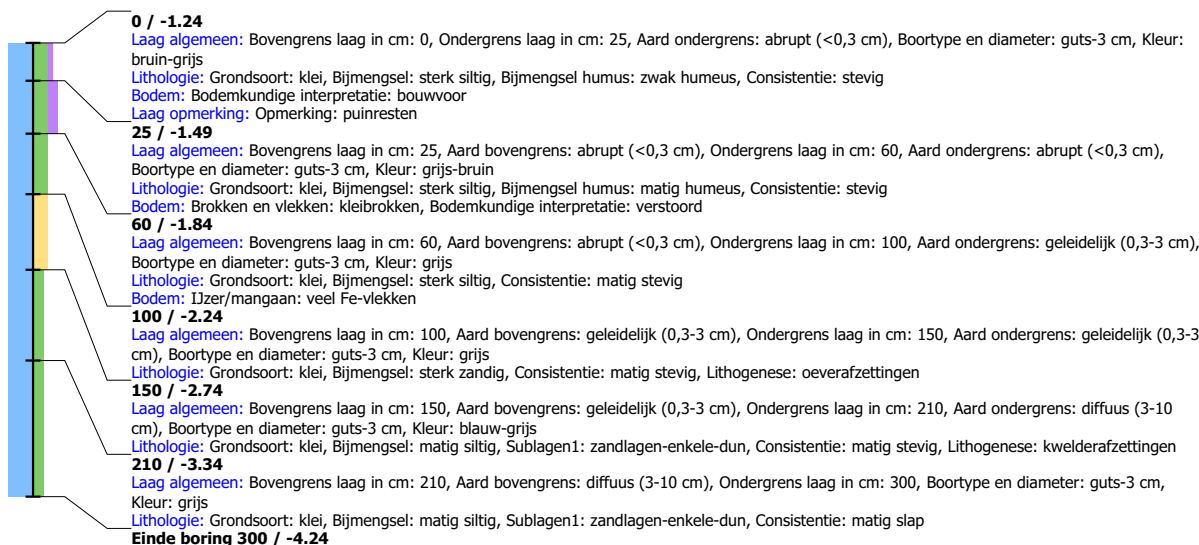 0 / -1.24
Laag algemeen: Bovengrens laag in cm: 0, Ondergrens laag in cm: 25, Aard ondergrens: abrupt (<0,3 cm), Boortype en diameter: guts-3 cm, Kleur:
bruin-grijs
Lithologie: Grondsoort: klei, Bijmengsel: sterk siltig, Bijmengsel humus: zwak humeus, Consistentie: stevig
Bodem: Bodemkundige interpretatie: bouwvoor
Laag opmerking: Opmerking: puinresten
25 / -1.49
Laag algemeen: Bovengrens laag in cm: 25, Aard bovengrens: abrupt (<0,3 cm), Ondergrens laag in cm: 60, Aard ondergrens: abrupt (<0,3 cm),
Boortype en diameter: guts-3 cm, Kleur: grijs-bruin
Lithologie: Grondsoort: klei, Bijmengsel: sterk siltig, Bijmengsel humus: matig humeus, Consistentie: stevig
Bodem: Brokken en vlekken: kleibrokken, Bodemkundige interpretatie: verstoord
60 / -1.84
Laag algemeen: Bovengrens laag in cm: 60, Aard bovengrens: abrupt (<0,3 cm), Ondergrens laag in cm: 100, Aard ondergrens: geleidelijk (0,3-3 cm),
Boortype en diameter: guts-3 cm, Kleur: grijs
Lithologie: Grondsoort: klei, Bijmengsel: sterk siltig, Consistentie: matig stevig
Bodem: IJzer/mangaan: veel Fe-vlekken
100 / -2.24
Laag algemeen: Bovengrens laag in cm: 100, Aard bovengrens: geleidelijk (0,3-3 cm), Ondergrens laag in cm: 150, Aard ondergrens: geleidelijk (0,3-3
cm), Boortype en diameter: guts-3 cm, Kleur: grijs
Lithologie: Grondsoort: klei, Bijmengsel: sterk zandig, Consistentie: matig stevig, Lithogenese: oeverafzettingen
150 / -2.74
Laag algemeen: Bovengrens laag in cm: 150, Aard bovengrens: geleidelijk (0,3-3 cm), Ondergrens laag in cm: 210, Aard ondergrens: diffuus (3-10
cm), Boortype en diameter: guts-3 cm, Kleur: blauw-grijs
Lithologie: Grondsoort: klei, Bijmengsel: matig siltig, Sublagen1: zandlagen-enkele-dun, Consistentie: matig stevig, Lithogenese: kwelderafzettingen
210 / -3.34
Laag algemeen: Bovengrens laag in cm: 210, Aard bovengrens: diffuus (3-10 cm), Ondergrens laag in cm: 300, Boortype en diameter: guts-3 cm,
Kleur: grijs
Lithologie: Grondsoort: klei, Bijmengsel: matig siltig, Sublagen1: zandlagen-enkele-dun, Consistentie: matig slap
Einde boring 300 / -4.24